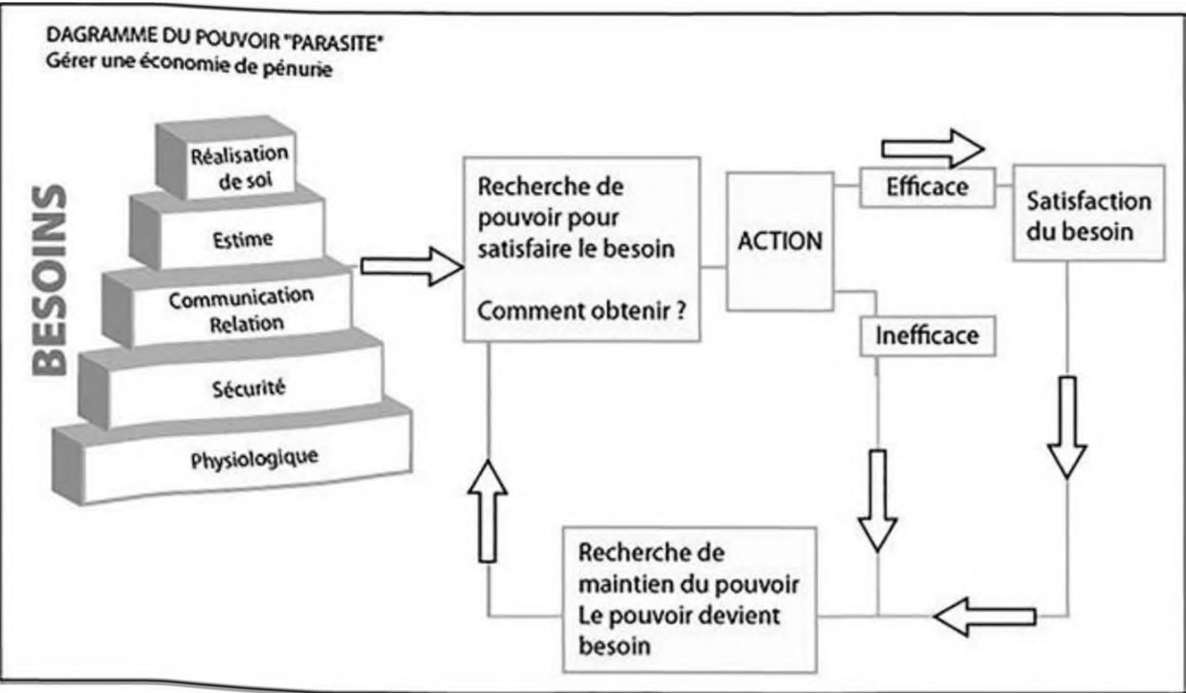 DAGRAMME DU POUVOIR "PARASITE"
Gérer une économie de pénurie
BESOINS
Réalisation
de soi
Estime
Communication
Relation
Sécurité
Physiologique
Recherche de
pouvoir pour
satisfaire le besoin
Comment obtenir ?
ACTION
Efficace
Inefficace
Satisfaction
du besoin
Recherche de
maintien du pouvoir
Le pouvoir devient
besoin